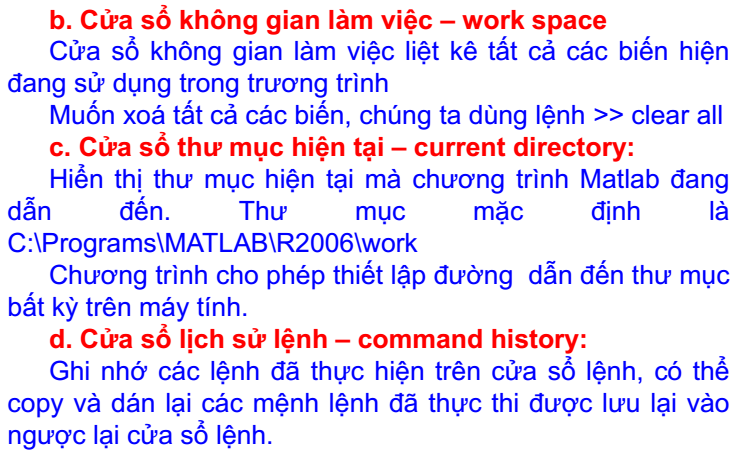 b. Cửa sổ không gian làm việc – work space
Cửa sổ không gian làm việc liệt kê tất cả các biến hiện
đang sử dụng trong trương trình
Muốn xoá tất cả các biến, chúng ta dùng lệnh >> clear all
c. Cửa sổ thư mục hiện tại – current directory:
Hiển thị thư mục hiện tại mà chương trình Matlab đang
dẫn đến. Thư mục mặc định là
C:\Programs\MATLAB\R2006\work
Chương trình cho phép thiết lập đường dẫn đến thư mục
bất kỳ trên máy tính.
d. Cửa sổ lịch sử lệnh – command history:
Ghi nhớ các lệnh đã thực hiện trên cửa sổ lệnh, có thể
copy và dán lại các mệnh lệnh đã thực thi được lưu lại vào
ngược lại cửa sổ lệnh.